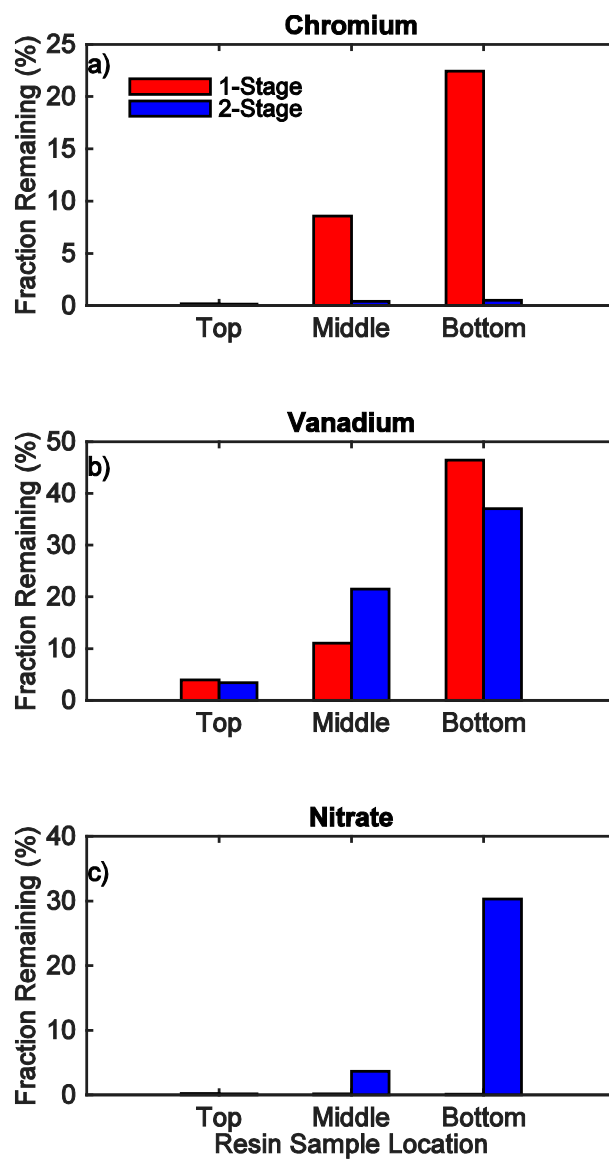 Chromium
a)
1-Stage
2-Stage
Fraction Remaining (%)
25
20
15
10
5
0
Top Middle Bottom
Vanadium
b)
Fraction Remaining (%)
50
40
30
20
10
0
Top Middle Bottom
Nitrate
c)
Fraction Remaining (%)
40
30
20
10
0
Top Middle Bottom
Resin Sample Location